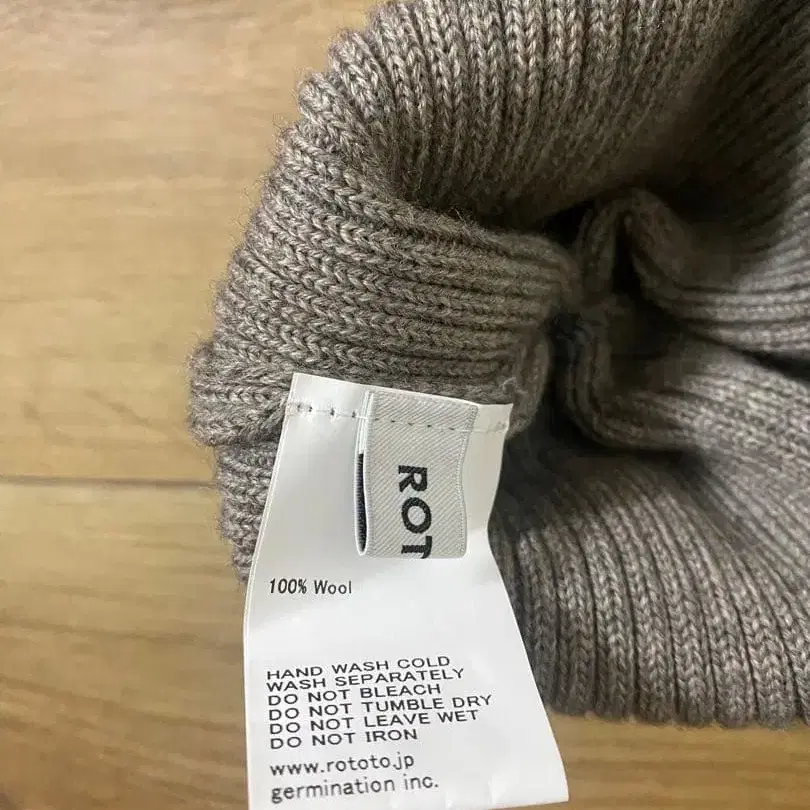 ROT
100% Wool
HAND WASH COLD
WASH SEPARATELY
DO NOT BLEACH
DO NOT TUMBLE DRY
DO NOT LEAVE WET
DO NOT IRON
www.rototo.jp
germination inc.